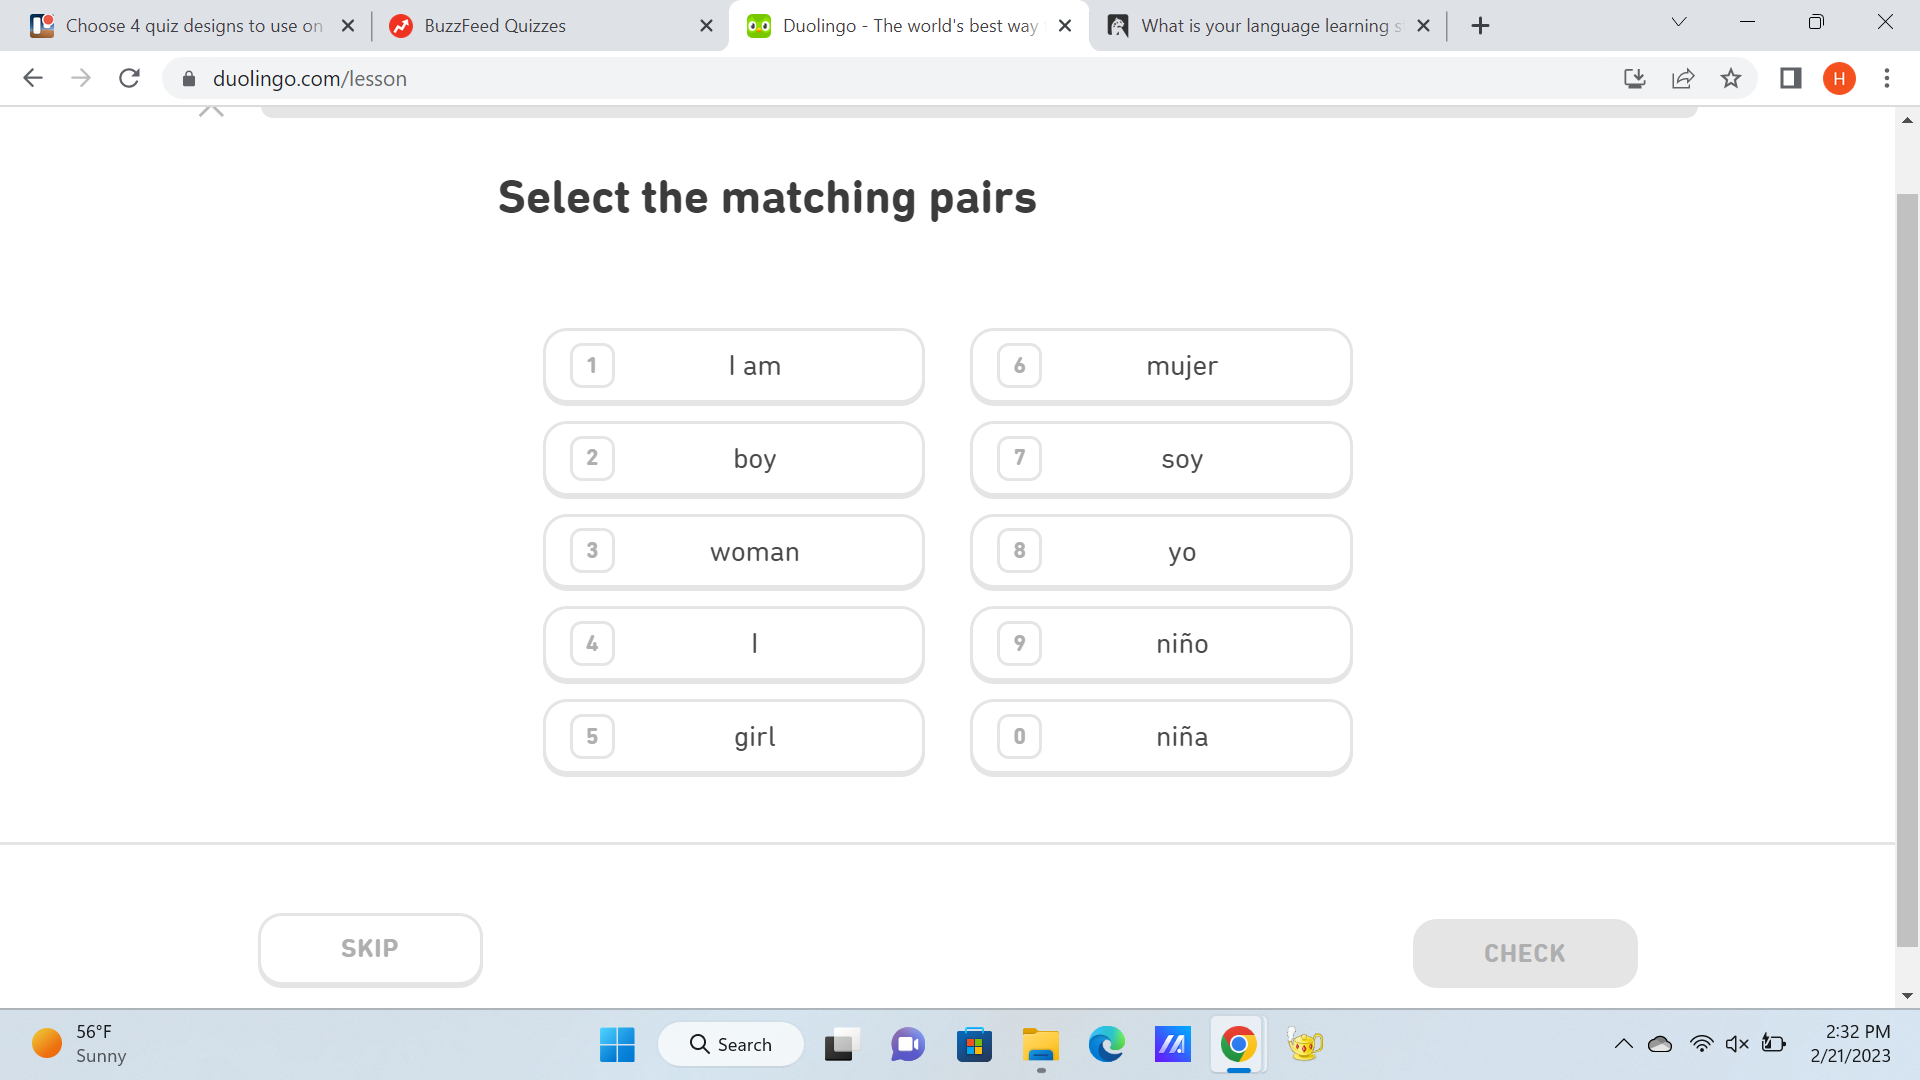 Choose 4 quiz designs to use on
BuzzFeed Quizzes
Duolingo - The world's best way
What is your language learning s
duolingo.com/lesson
H
Select the matching pairs
1 I am
6 mujer
2 boy
7 soy
3 woman
8 yo
4 I
9 niño
5 girl
0 niña
SKIP
CHECK
56°F
Sunny
Search
2:32 PM
2/21/2023